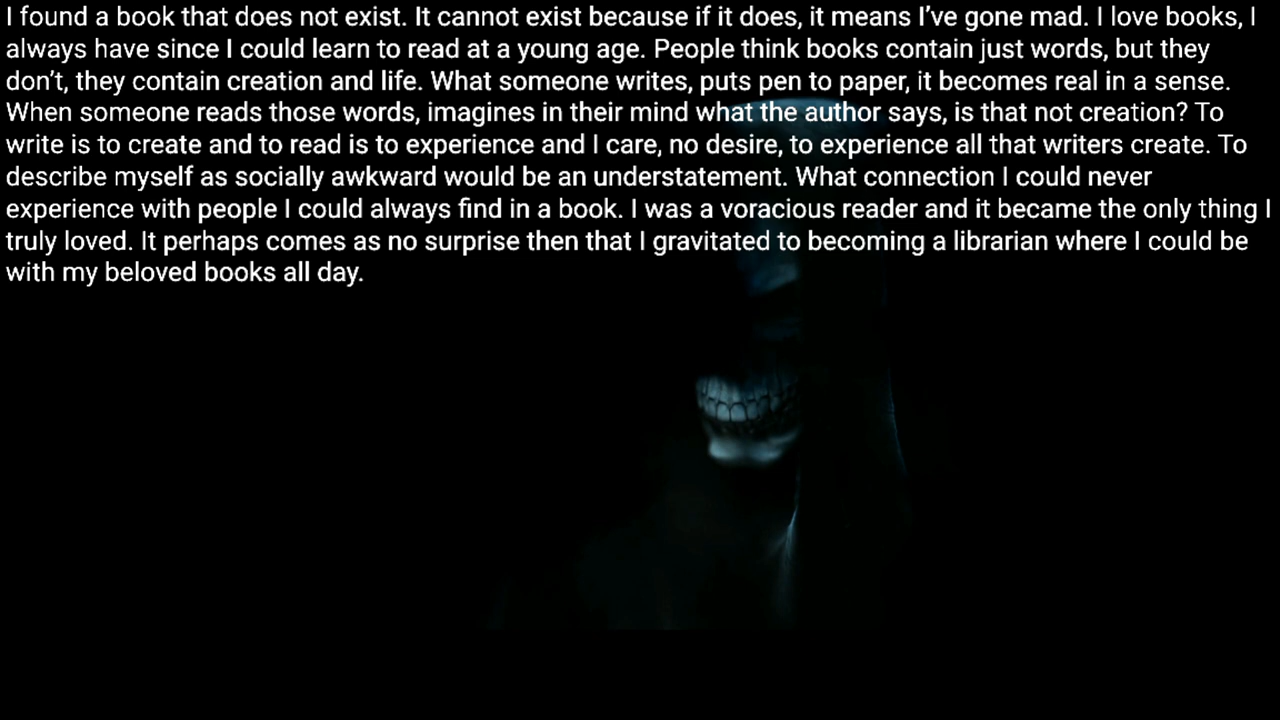 I found a book that does not exist. It cannot exist because if it does, it means I’ve gone mad. I love books, I
always have since I could learn to read at a young age. People think books contain just words, but they
don’t, they contain creation and life. What someone writes, puts pen to paper, it becomes real in a sense.
When someone reads those words, imagines in their mind what the author says, is that not creation? To
write is to create and to read is to experience and I care, no desire, to experience all that writers create. To
describe myself as socially awkward would be an understatement. What connection I could never
experience with people I could always find in a book. I was a voracious reader and it became the only thing I
truly loved. It perhaps comes as no surprise then that I gravitated to becoming a librarian where I could be
with my beloved books all day.